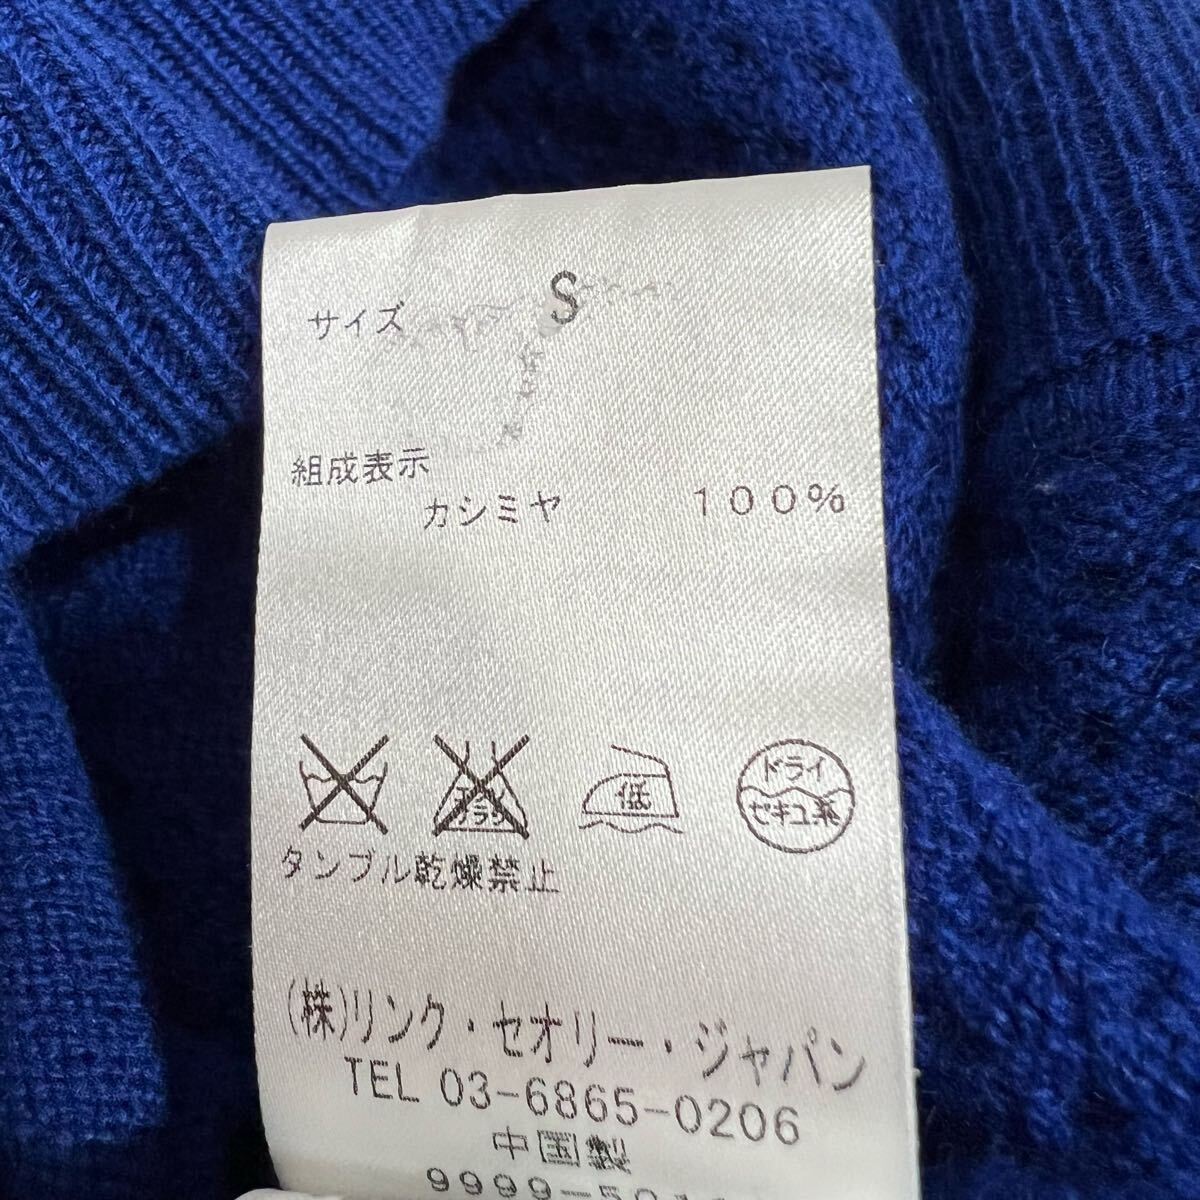 サイズ S
組成表示
カシミヤ 100%
低
ドライ
セキユ系
タンブル乾燥禁止
(株)リンク・セオリー・ジャパン
TEL 03-6865-0206
中国製